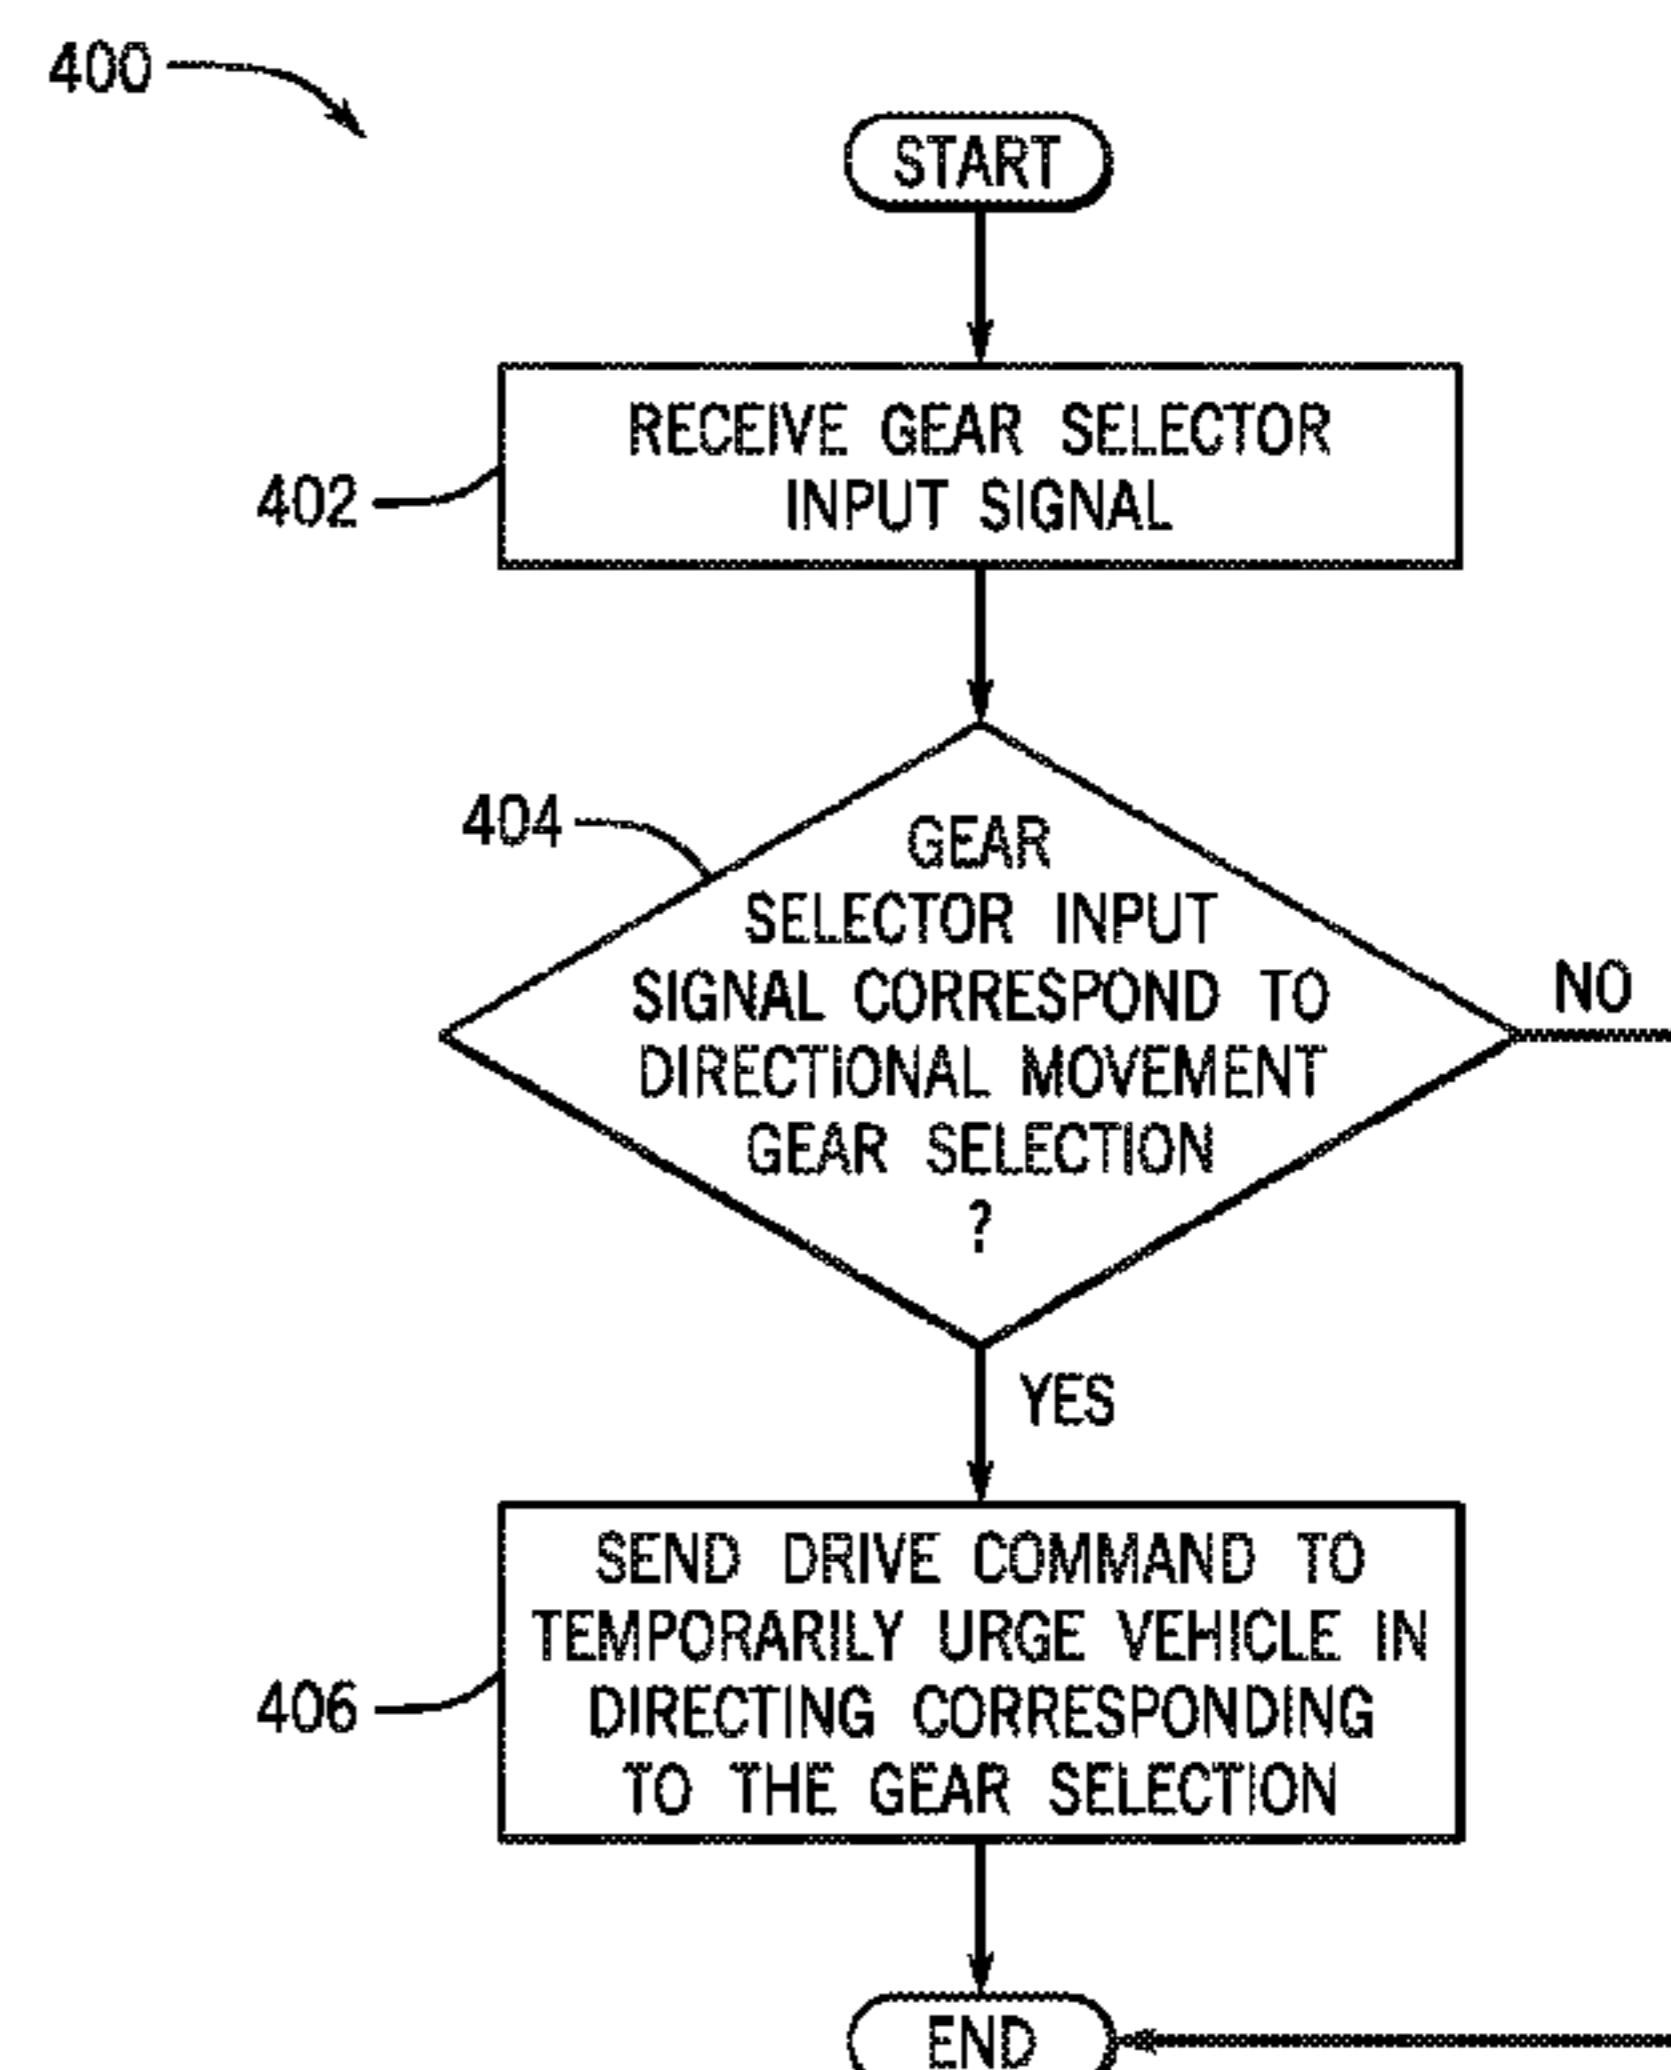 400
START
RECEIVE GEAR SELECTOR
INPUT SIGNAL
402
404
GEAR
SELECTOR INPUT
SIGNAL CORRESPOND TO
DIRECTIONAL MOVEMENT
GEAR SELECTION
?
NO
YES
SEND DRIVE COMMAND TO
TEMPORARILY URGE VEHICLE IN
DIRECTING CORRESPONDING
TO THE GEAR SELECTION
406
END